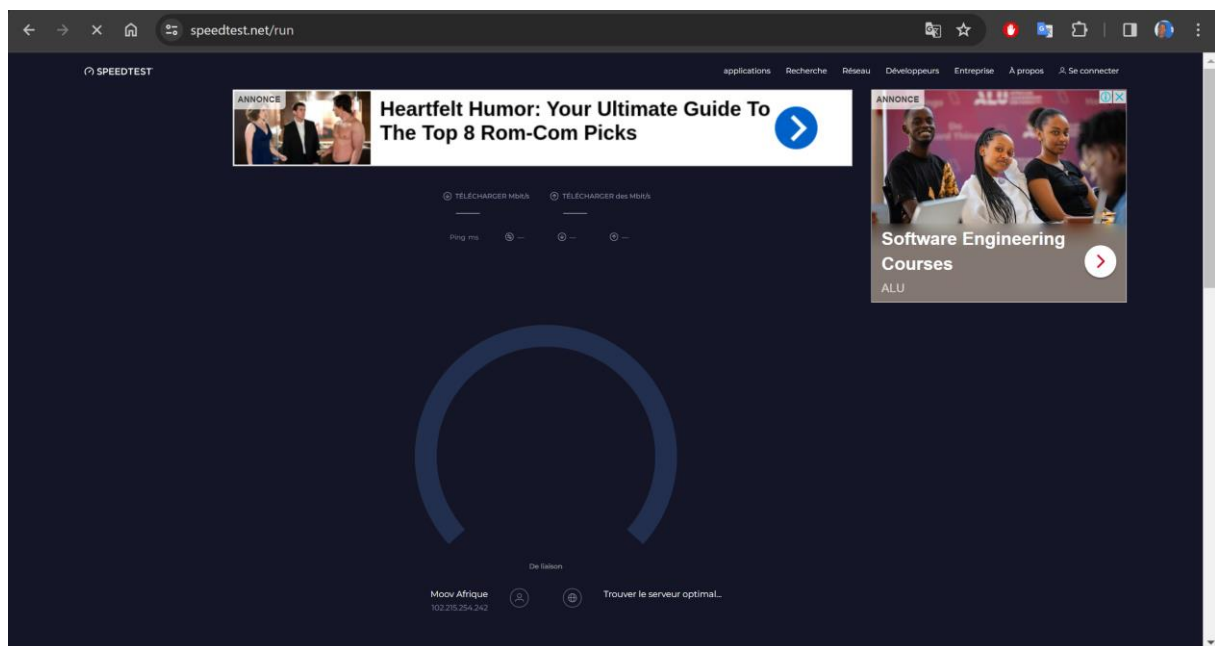 speedtest.net/run
SPEEDTEST
applications Recherche Réseau Développeurs Entreprise À propos Se connecter
ANNONCE
Heartfelt Humor: Your Ultimate Guide To
The Top 8 Rom-Com Picks
ANNONCE
Software Engineering
Courses
ALU
TÉLÉCHARGER Mbit/s TÉLÉCHARGER des Mbit/s
Ping ms — — —
De liaison
Moov Afrique
102.215.254.242
Trouver le serveur optimal...